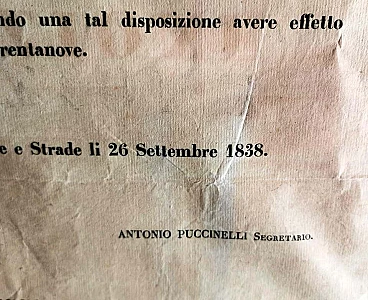 ndo una tal disposizione avere effetto
rentanove.
e e Strade li 26 Settembre 1838.
ANTONIO PUCCINELLI SEGRETARIO.